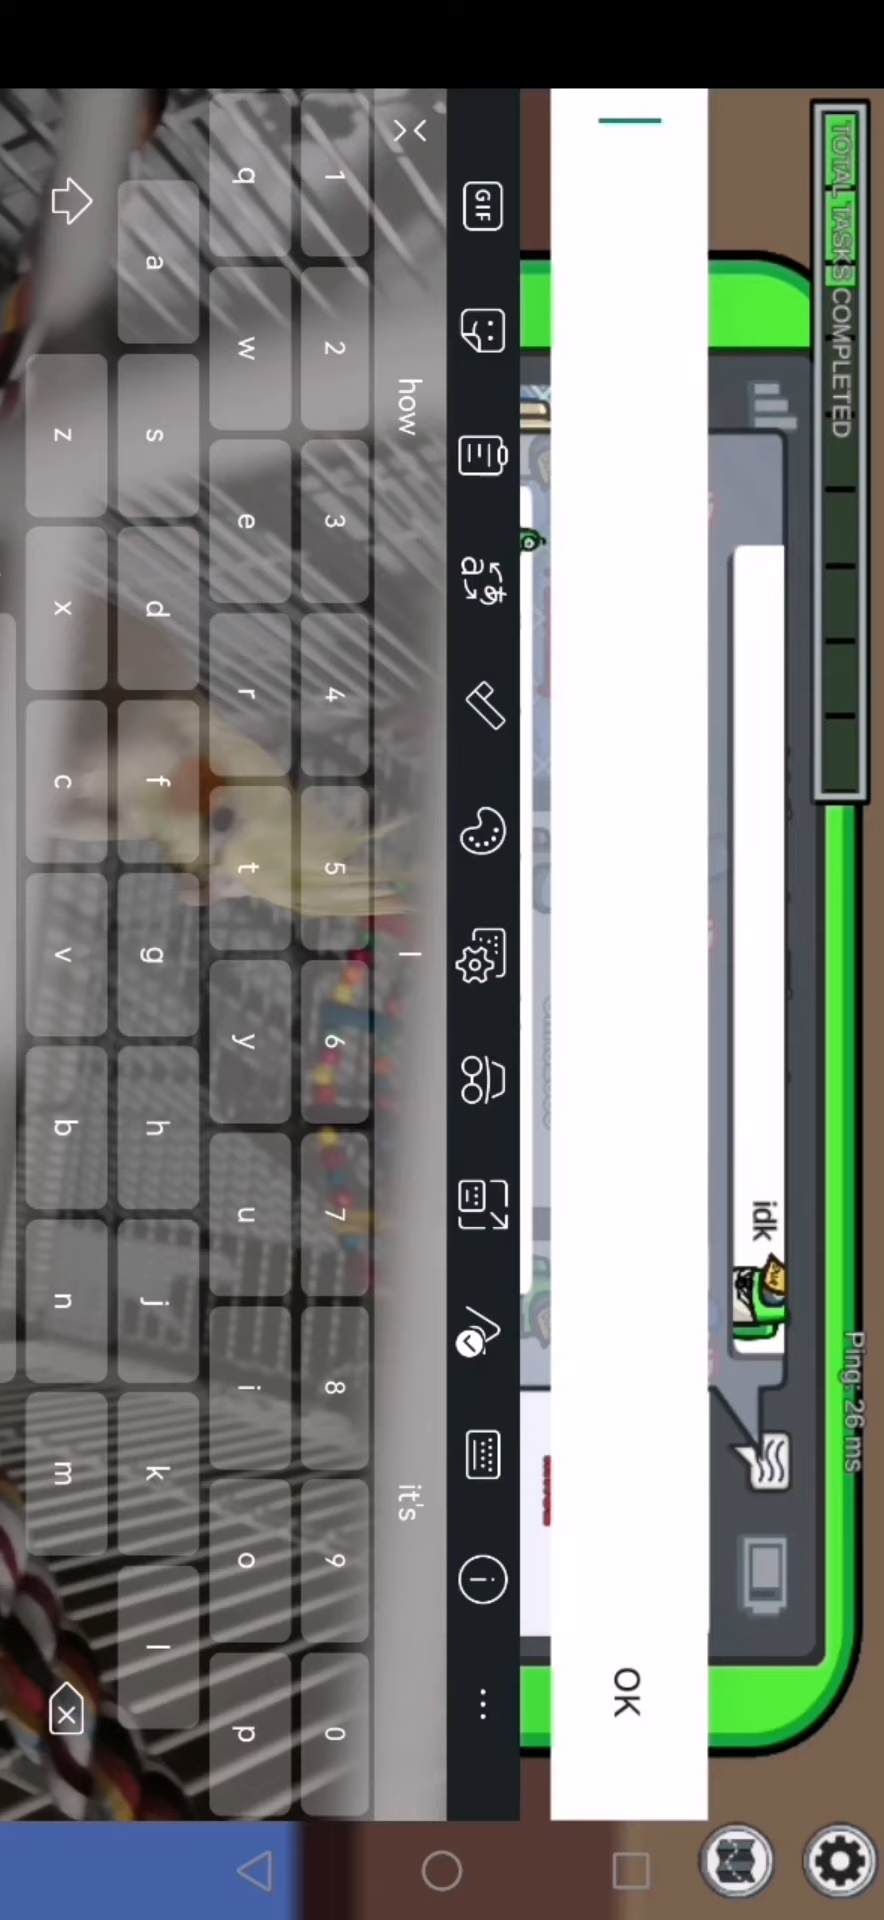 TOTAL TASKS COMPLETED
Ping: 26 ms
idk
OK
GIF
how I it's
1 2 3 4 5 6 7 8 9 0
q w e r t y u i o p
a s d f g h j k l
z x c v b n m